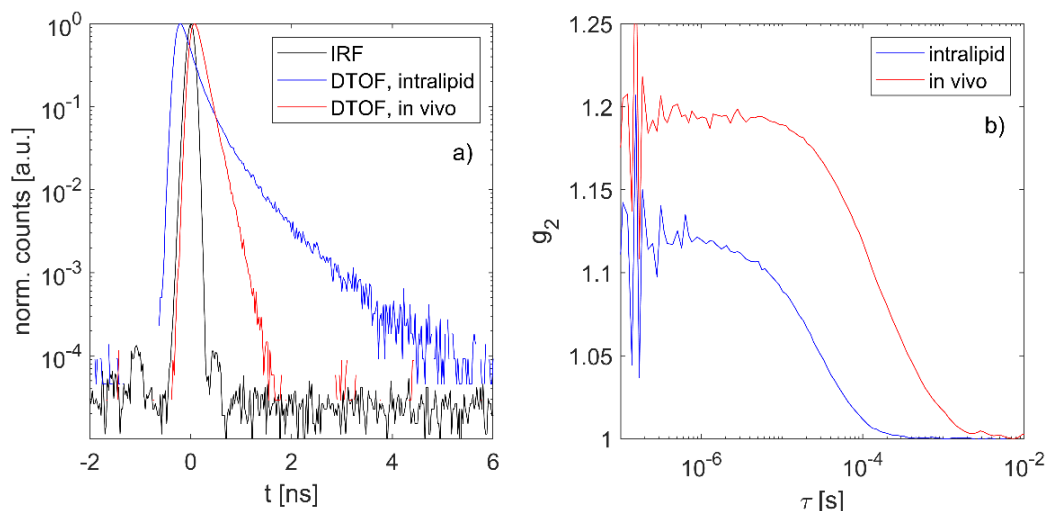 10^0
10^-1
10^-2
10^-3
10^-4
norm. counts [a.u.]
-2 0 2 4 6
t [ns]
IRF
DTOF, intralipid
DTOF, in vivo
a)
1.25
1.2
1.15
1.1
1.05
1
g_2
10^-6 10^-4 10^-2
τ [s]
intralipid
in vivo
b)